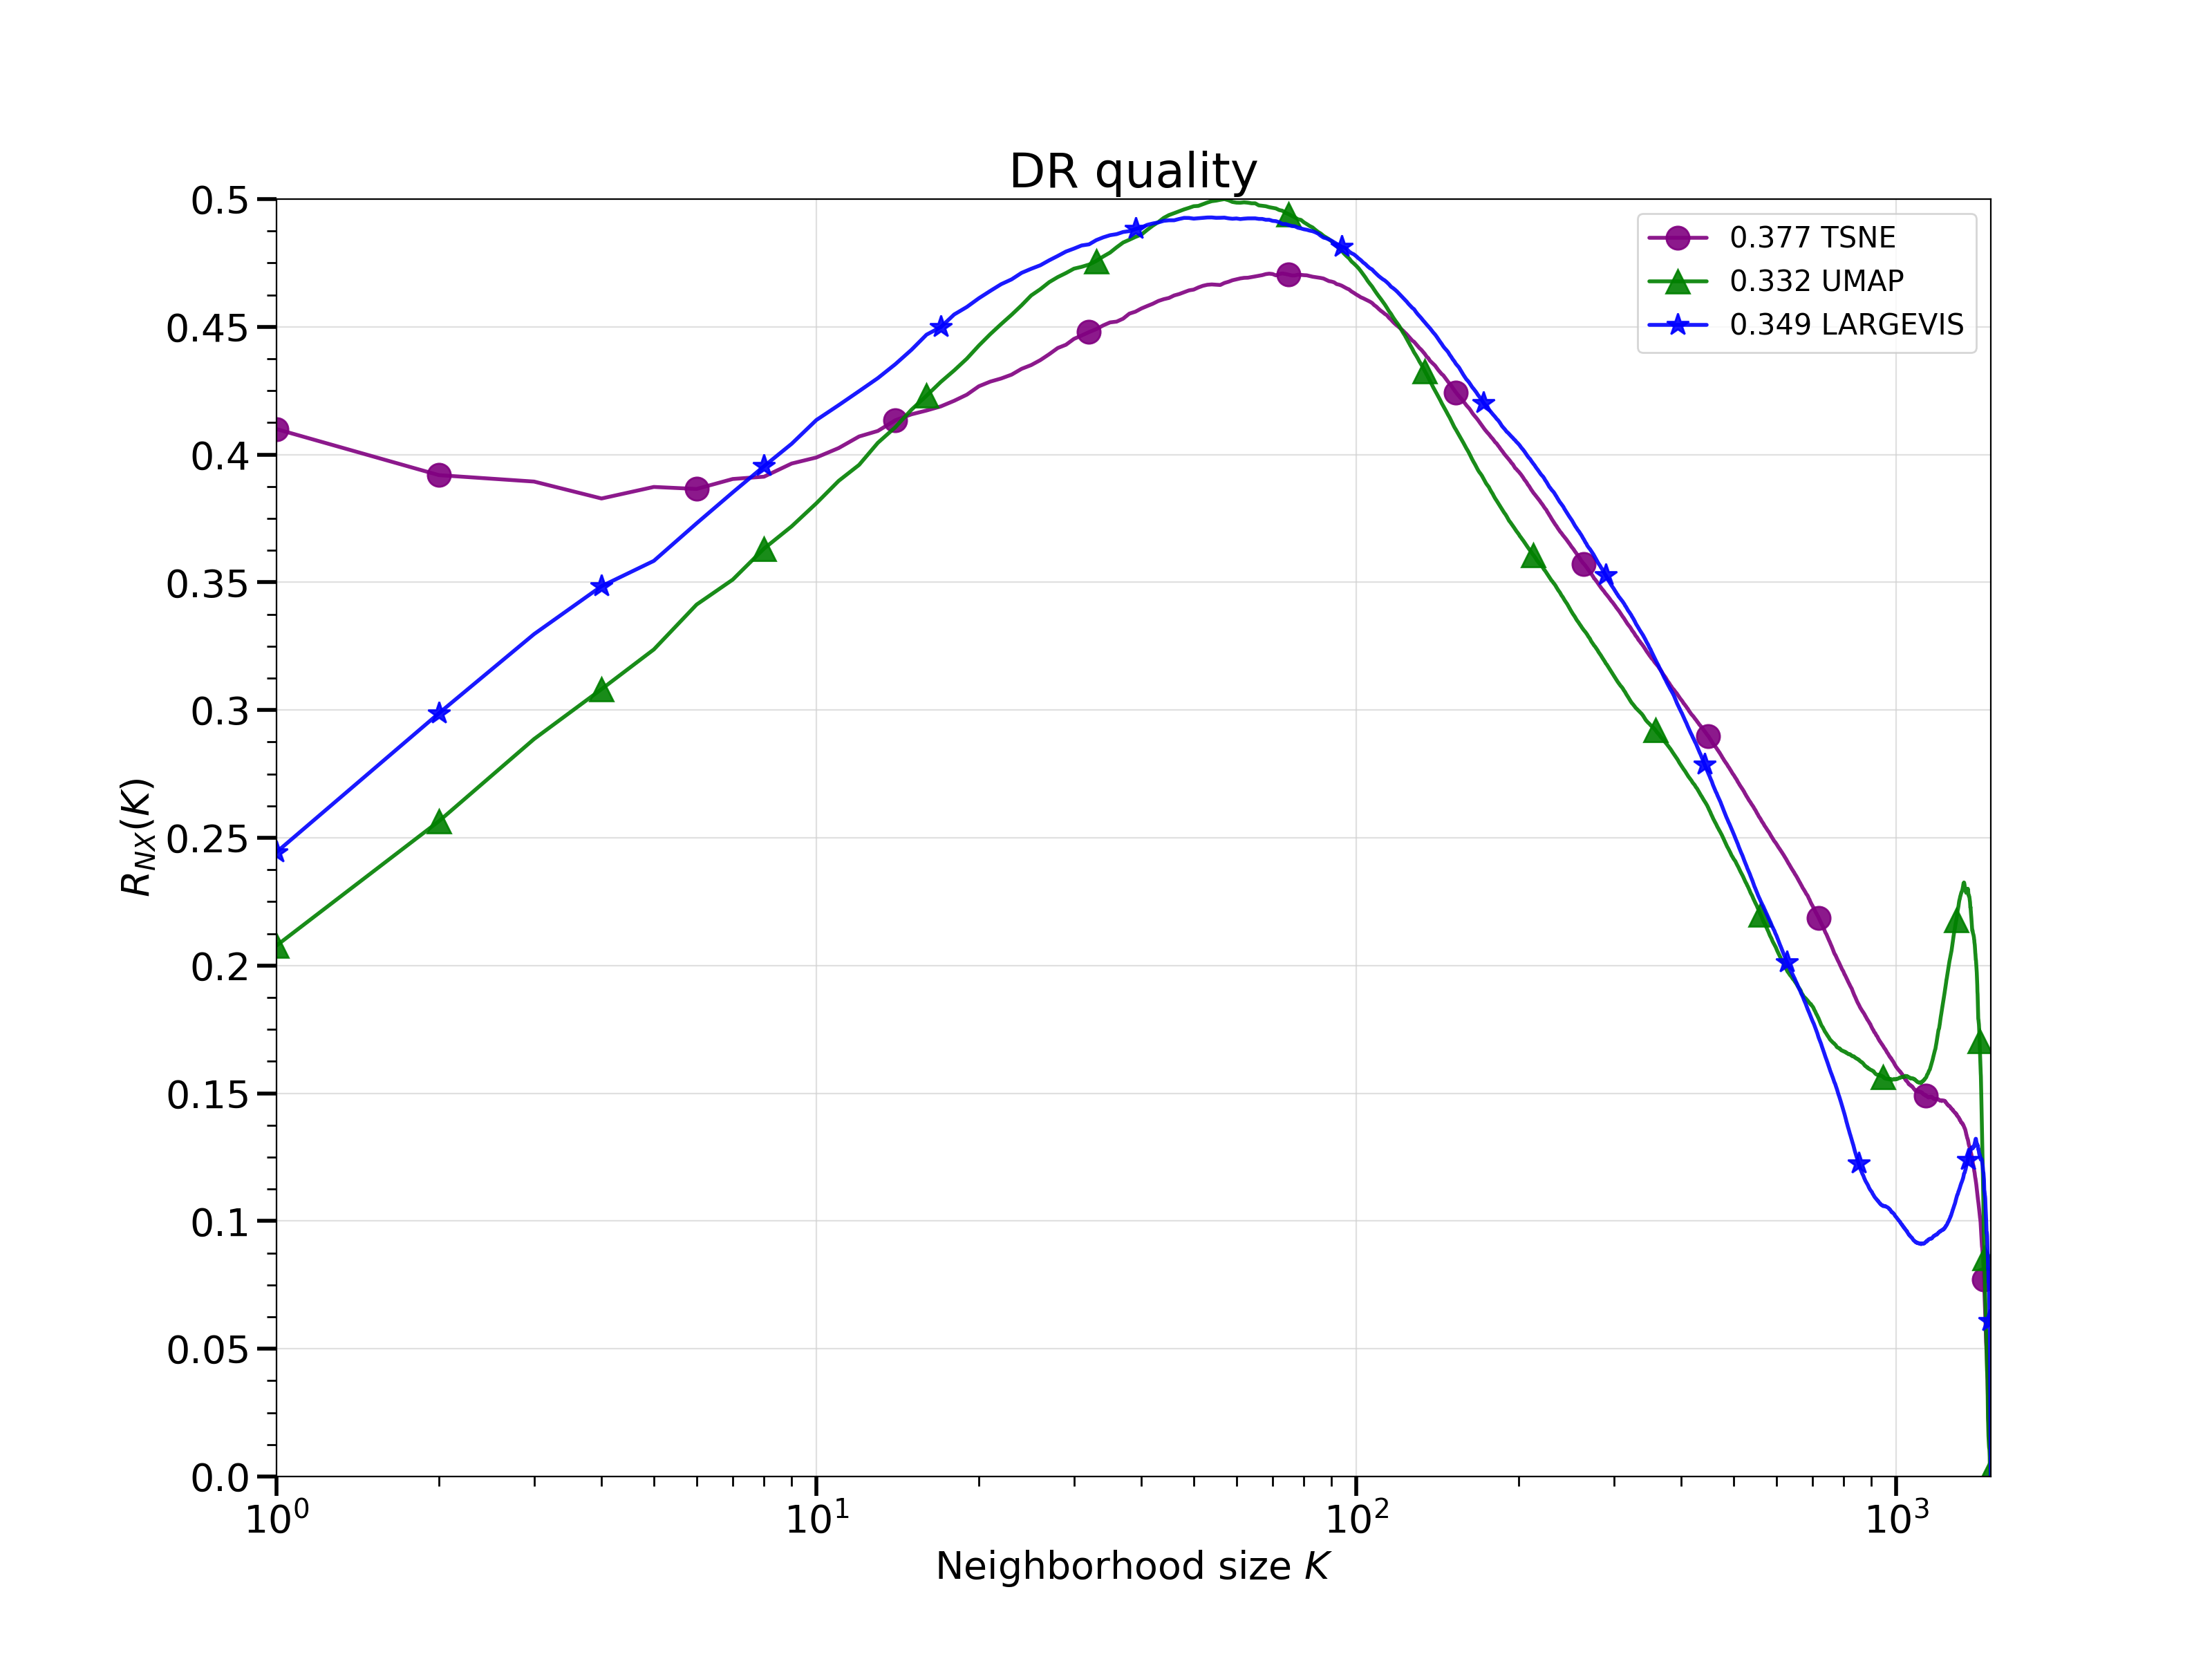 DR quality
0.377 TSNE
0.332 UMAP
0.349 LARGEVIS
0.5
0.45
0.4
0.35
0.3
0.25
0.2
0.15
0.1
0.05
0.0
R_{NX}(K)
10^0 10^1 10^2 10^3
Neighborhood size K